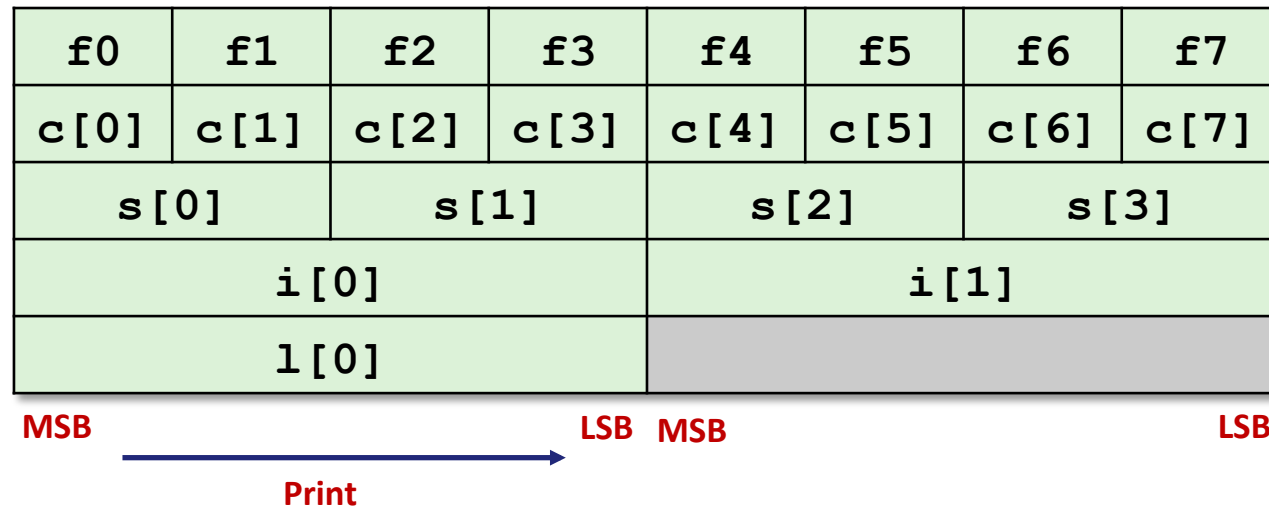 f0 f1 f2 f3 f4 f5 f6 f7
c[0] c[1] c[2] c[3] c[4] c[5] c[6] c[7]
s[0] s[1] s[2] s[3]
i[0] i[1]
l[0]
MSB LSB MSB LSB
Print